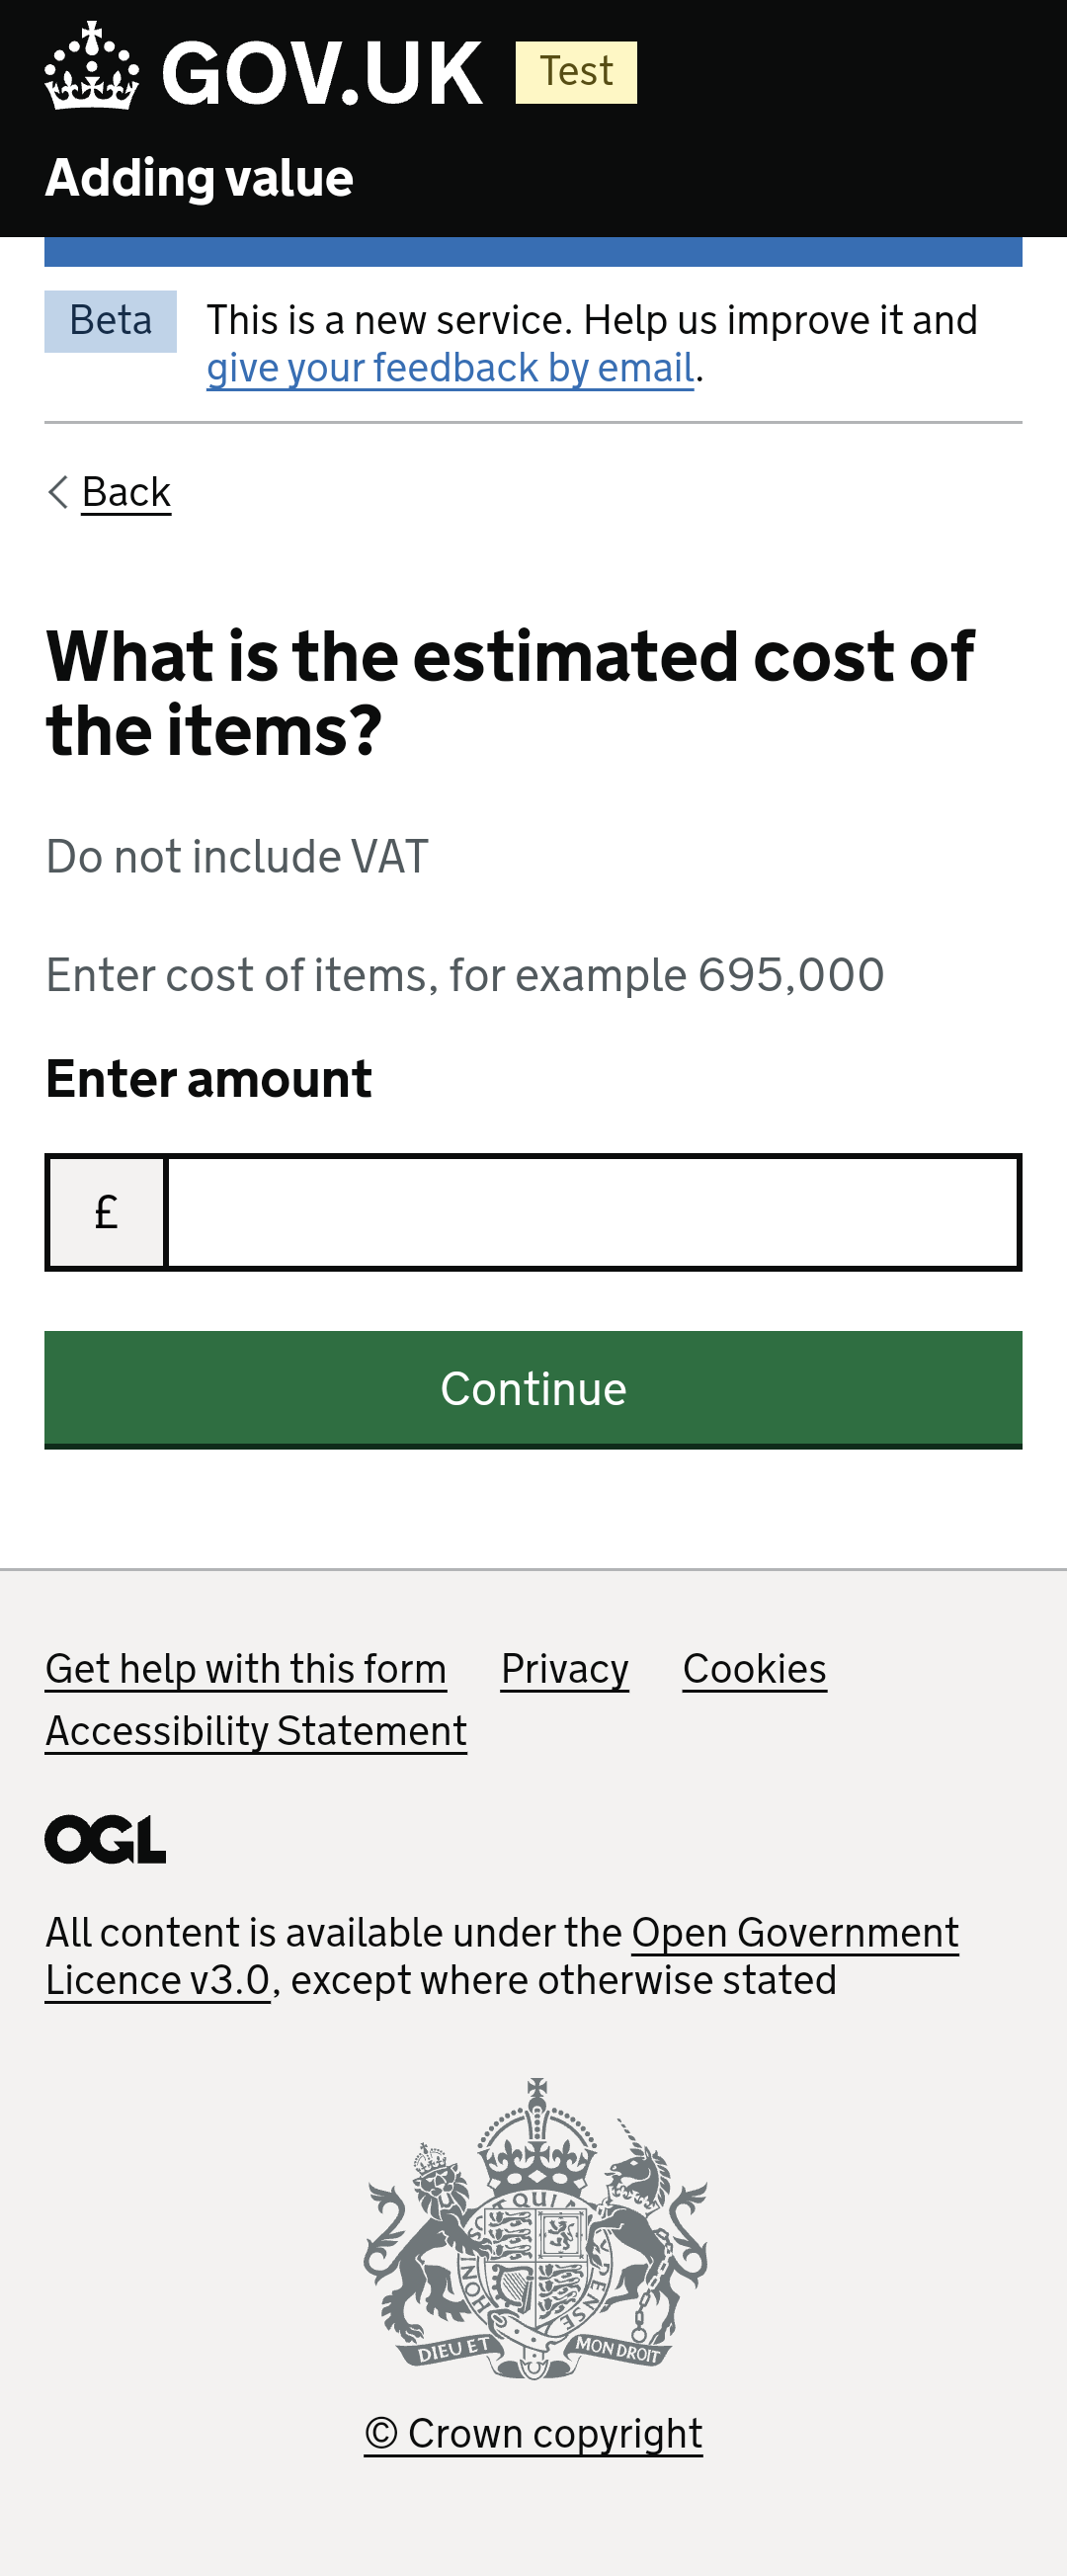 GOV.UK Test
Adding value
Beta This is a new service. Help us improve it and
give your feedback by email.
Back
What is the estimated cost of
the items?
Do not include VAT
Enter cost of items, for example 695,000
Enter amount
£
Continue
Get help with this form Privacy Cookies
Accessibility Statement
OGL
All content is available under the Open Government
Licence v3.0, except where otherwise stated
QUI
HONI
PENSE
DIEU ET MON DROIT
© Crown copyright